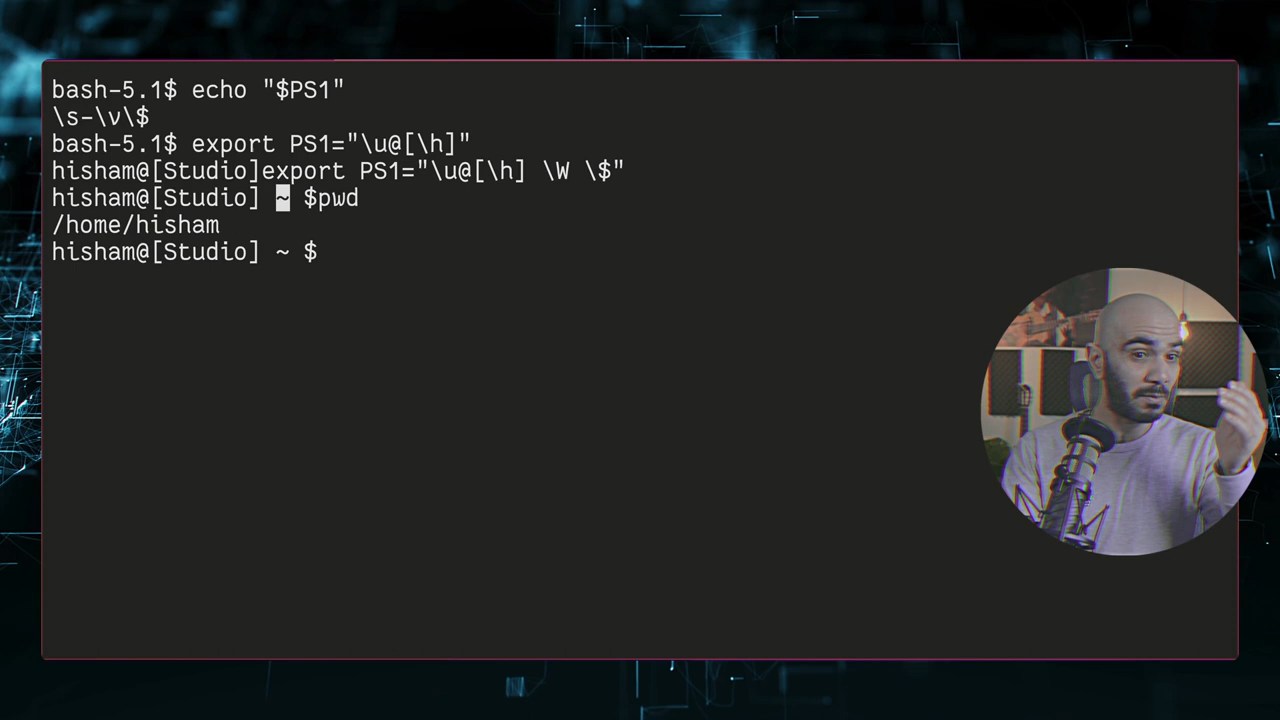 bash-5.1$ echo "$PS1"
\s-\v\$
bash-5.1$ export PS1="\u@[\h]"
hisham@[Studio]export PS1="\u@[\h] \W \$"
hisham@[Studio] ~ $pwd
/home/hisham
hisham@[Studio] ~ $